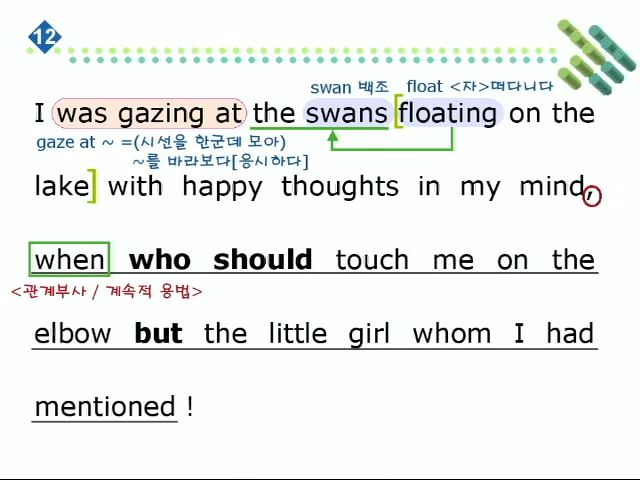 12
swan 백조 float <자>떠다니다
I was gazing at the swans [floating on the
gaze at ~ =(시선을 한군데 모아)
~를 바라보다[응시하다]
lake] with happy thoughts in my mind,
when who should touch me on the
<관계부사 / 계속적 용법>
elbow but the little girl whom I had
mentioned !